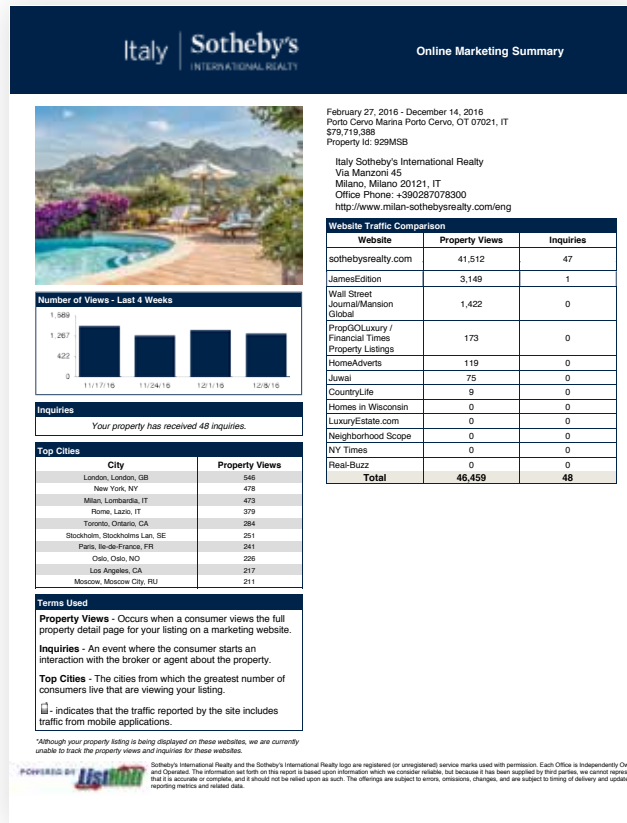 Italy
Sotheby's
INTERNATIONAL REALTY
Online Marketing Summary
February 27, 2016 - December 14, 2016
Porto Cervo Marina Porto Cervo, OT 07021, IT
$79,719,388
Property Id: 929MSB
Italy Sotheby's International Realty
Via Manzoni 45
Milano, Milano 20121, IT
Office Phone: +390287078300
http://www.milan-sothebysrealty.com/eng
Number of Views - Last 4 Weeks
1,689
1,267
422
0
11/17/16 11/24/16 12/1/16 12/8/16
Inquiries
Your property has received 48 inquiries.
Top Cities
City Property Views
London, London, GB 546
New York, NY 478
Milan, Lombardia, IT 473
Rome, Lazio, IT 379
Toronto, Ontario, CA 284
Stockholm, Stockholms Lan, SE 251
Paris, Ile-de-France, FR 241
Oslo, Oslo, NO 226
Los Angeles, CA 217
Moscow, Moscow City, RU 211
Terms Used
Property Views - Occurs when a consumer views the full
property detail page for your listing on a marketing website.
Inquiries - An event where the consumer starts an
interaction with the broker or agent about the property.
Top Cities - The cities from which the greatest number of
consumers live that are viewing your listing.
- indicates that the traffic reported by the site includes
traffic from mobile applications.
*Although your property listing is being displayed on these websites, we are currently
unable to track the property views and inquiries for these websites.
Website Traffic Comparison
Website Property Views Inquiries
sothebysrealty.com 41,512 47
JamesEdition 3,149 1
Wall Street
Journal/Mansion 1,422 0
Global
PropGOLuxury /
Financial Times 173 0
Property Listings
HomeAdverts 119 0
Juwai 75 0
CountryLife 9 0
Homes in Wisconsin 0 0
LuxuryEstate.com 0 0
Neighborhood Scope 0 0
NY Times 0 0
Real-Buzz 0 0
Total 46,459 48
POWERED BY ListHub
Sotheby's International Realty and the Sotheby's International Realty logo are registered (or unregistered) service marks used with permission. Each Office is Independently Ow
and Operated. The information set forth on this report is based upon information which we consider reliable, but because it has been supplied by third parties, we cannot repres
that it is accurate or complete, and it should not be relied upon as such. The offerings are subject to errors, omissions, changes, and are subject to timing of delivery and update
reporting metrics and related data.